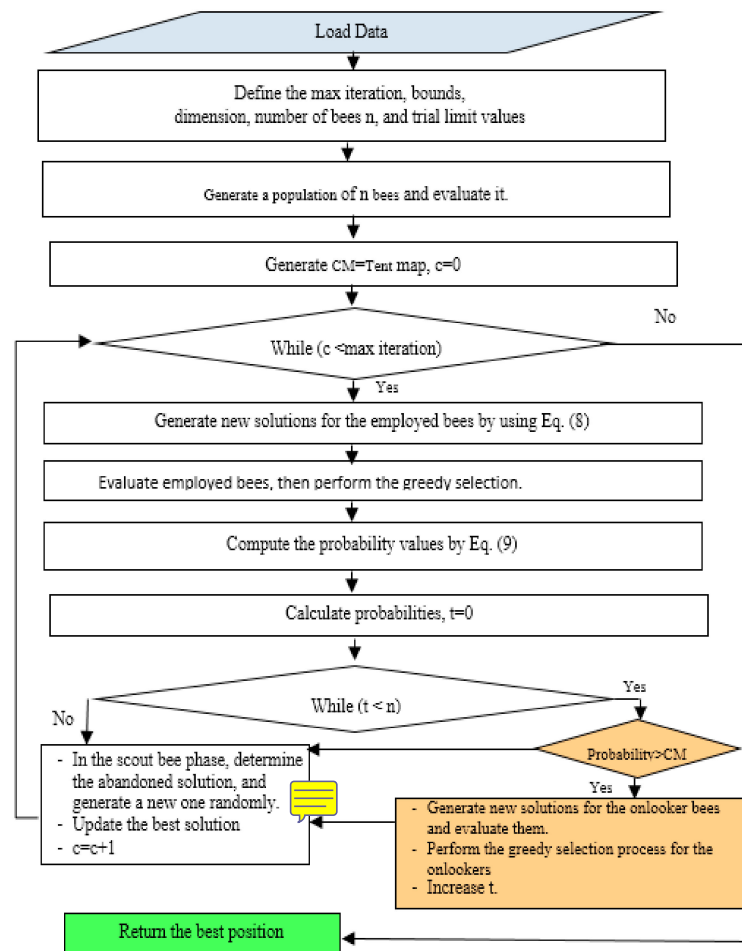 Load Data
Define the max iteration, bounds,
dimension, number of bees n, and trial limit values
Generate a population of n bees and evaluate it.
Generate CM=Tent map, c=0
No
While (c <max iteration)
Yes
Generate new solutions for the employed bees by using Eq. (8)
Evaluate employed bees, then perform the greedy selection.
Compute the probability values by Eq. (9)
Calculate probabilities, t=0
While (t < n)
Yes
No
Probability>CM
Yes
- In the scout bee phase, determine
the abandoned solution, and
generate a new one randomly.
- Update the best solution
- c=c+1
- Generate new solutions for the onlooker bees
and evaluate them.
- Perform the greedy selection process for the
onlookers
- Increase t.
Return the best position